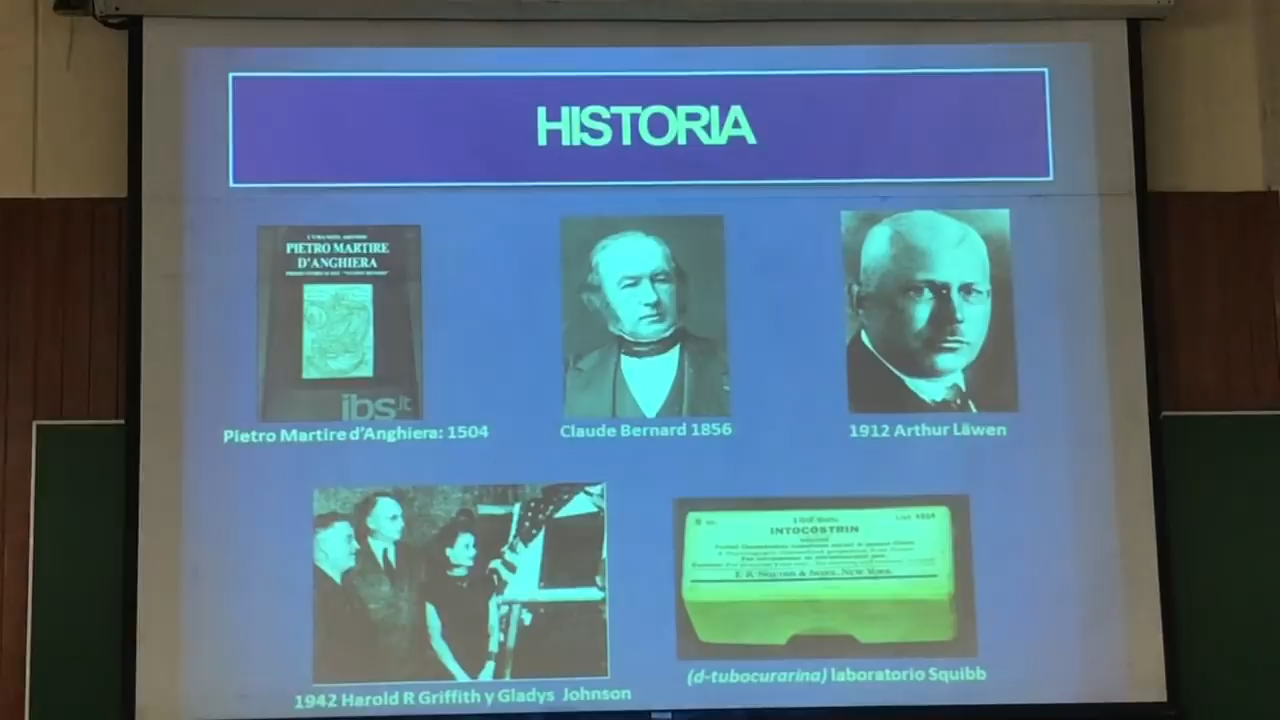 HISTORIA
PIETRO MARTIRE
D'ANGHIERA
ibs.it
Pietro Martire d'Anghiera: 1504
Claude Bernard 1856
1912 Arthur Läwen
INTOCOSTRIN
E. R. Squibb & Sons, New York
1942 Harold R Griffith y Gladys Johnson
(d-tubocurarina) laboratorio Squibb